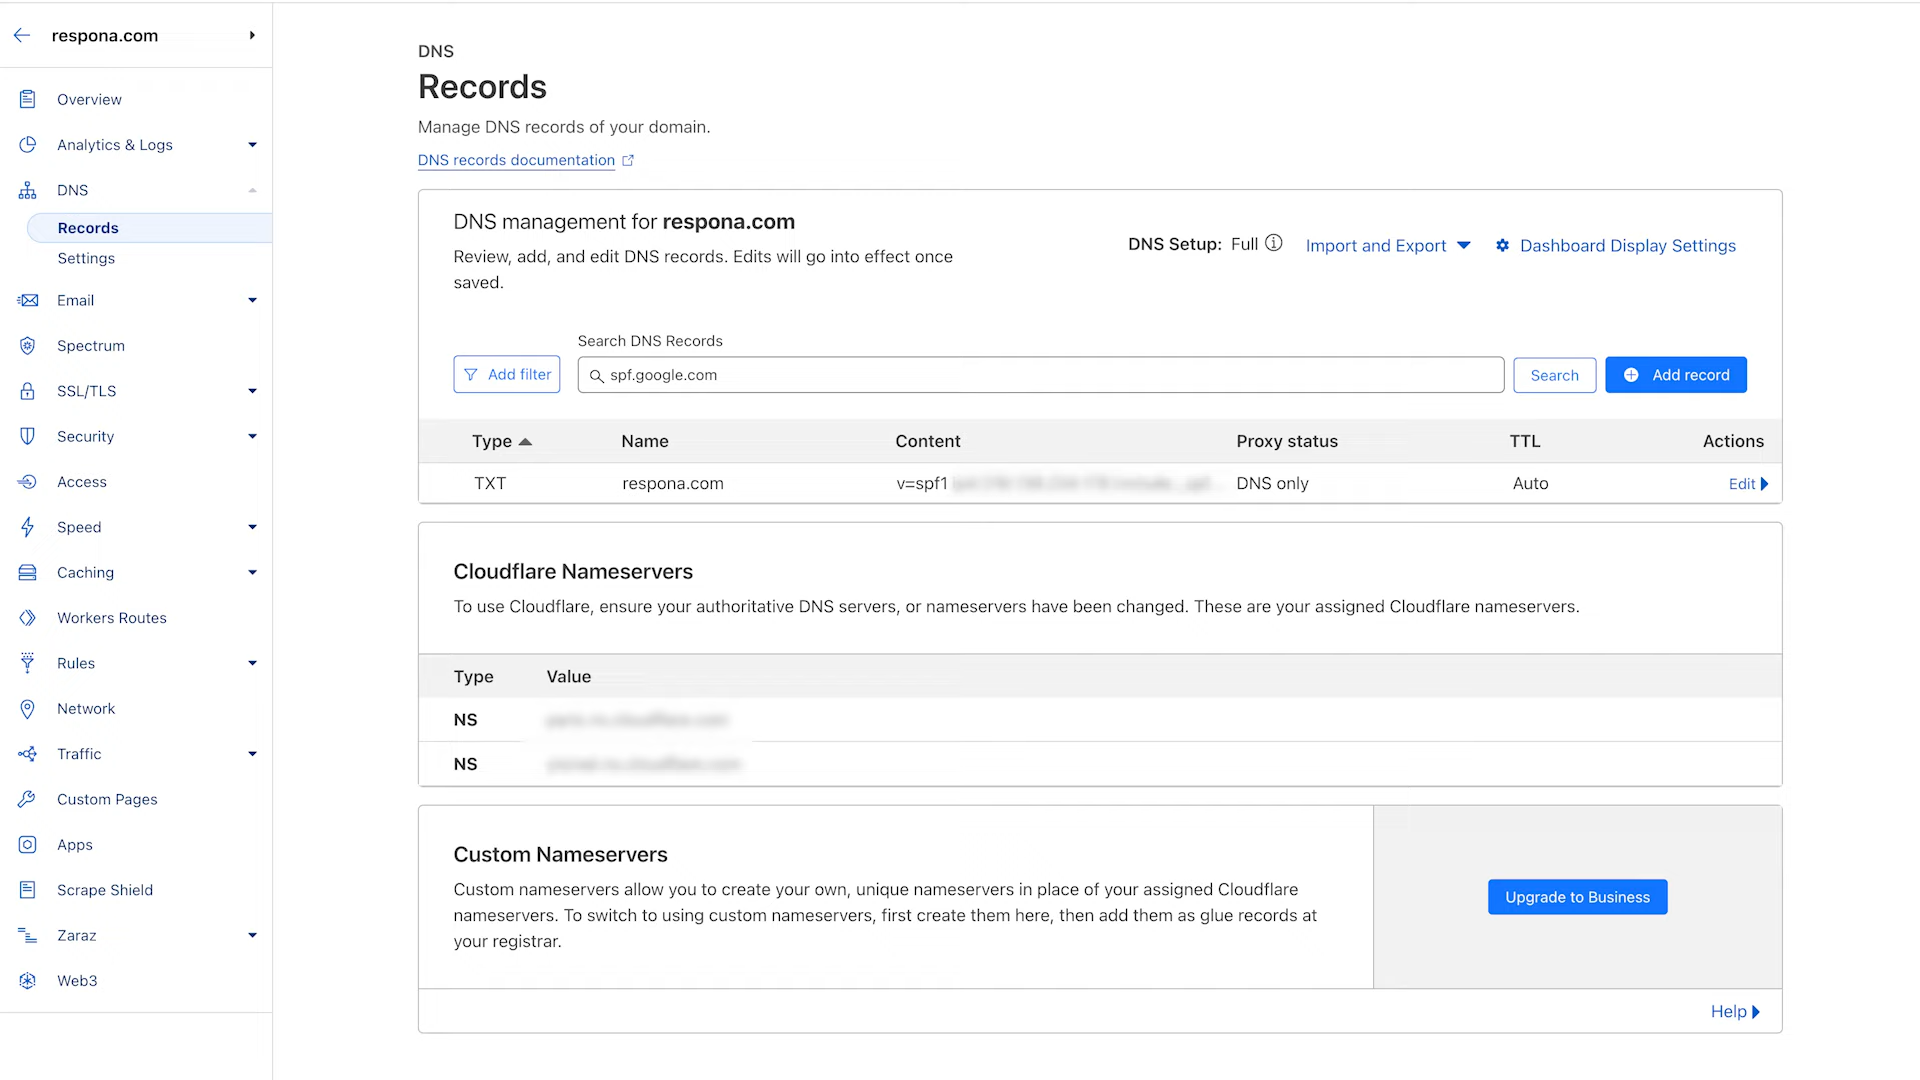 respona.com
Overview
Analytics & Logs
DNS
Records
Settings
Email
Spectrum
SSL/TLS
Security
Access
Speed
Caching
Workers Routes
Rules
Network
Traffic
Custom Pages
Apps
Scrape Shield
Zaraz
Web3
DNS
Records
Manage DNS records of your domain.
DNS records documentation
DNS management for respona.com
Review, add, and edit DNS records. Edits will go into effect once
saved.
DNS Setup: Full
Import and Export
Dashboard Display Settings
Search DNS Records
Add filter
spf.google.com
Search
Add record
Type Name Content Proxy status TTL Actions
TXT respona.com v=spf1 DNS only Auto Edit
Cloudflare Nameservers
To use Cloudflare, ensure your authoritative DNS servers, or nameservers have been changed. These are your assigned Cloudflare nameservers.
Type Value
NS
NS
Custom Nameservers
Custom nameservers allow you to create your own, unique nameservers in place of your assigned Cloudflare
nameservers. To switch to using custom nameservers, first create them here, then add them as glue records at
your registrar.
Upgrade to Business
Help